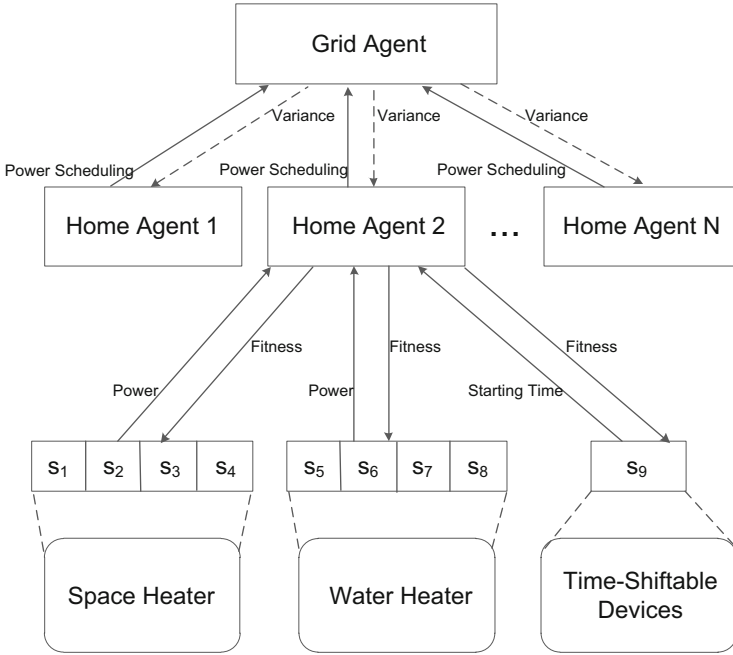 Grid Agent
Variance
Variance
Variance
Power Scheduling
Power Scheduling
Power Scheduling
Home Agent 1
Home Agent 2
...
Home Agent N
Fitness
Fitness
Fitness
Power
Power
Starting Time
s₁ s₂ s₃ s₄
s₅ s₆ s₇ s₈
s₉
Space Heater
Water Heater
Time-Shiftable
Devices